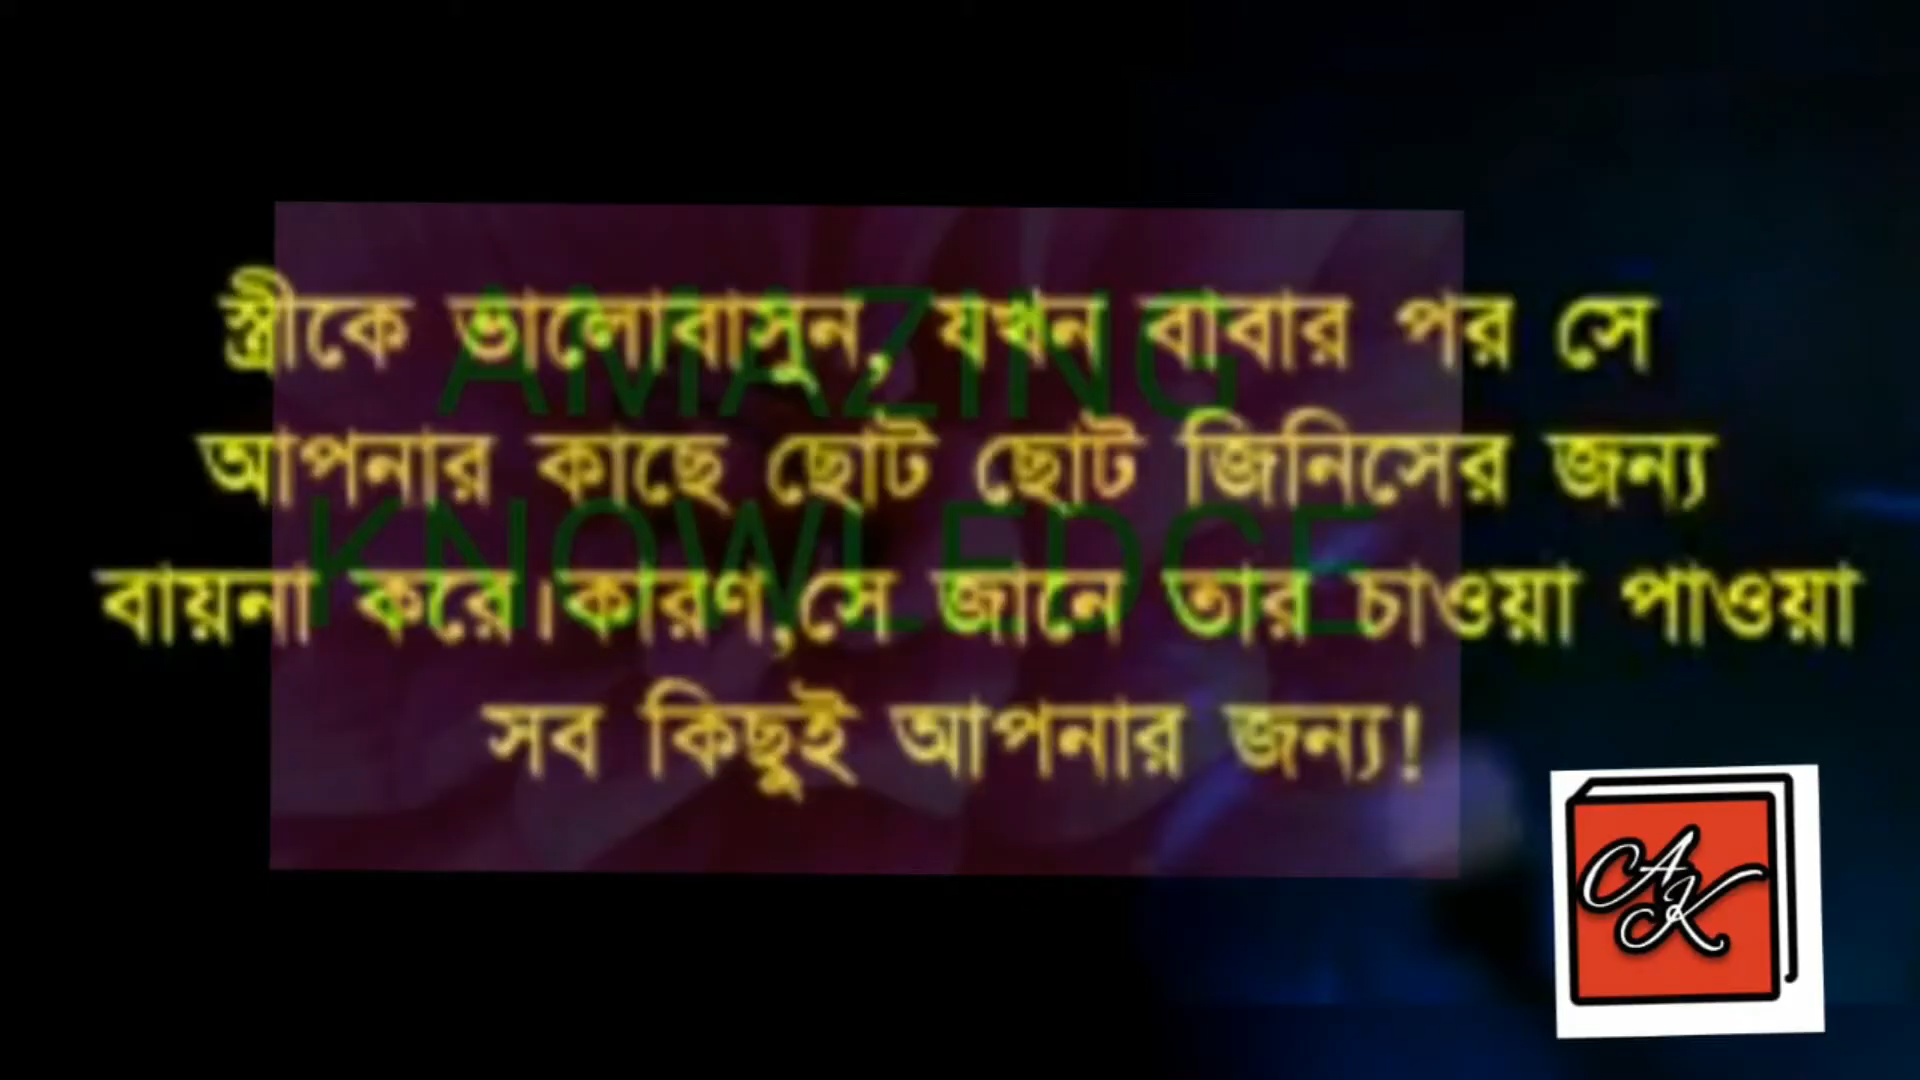 স্ত্রীকে ভালোবাসুন, যখন বাবার পর সে
আপনার কাছে ছোট ছোট জিনিসের জন্য
বায়না করে।কারণ,সে জানে তার চাওয়া পাওয়া
সব কিছুই আপনার জন্য!
AMAZING
KNOWLEDGE
AK